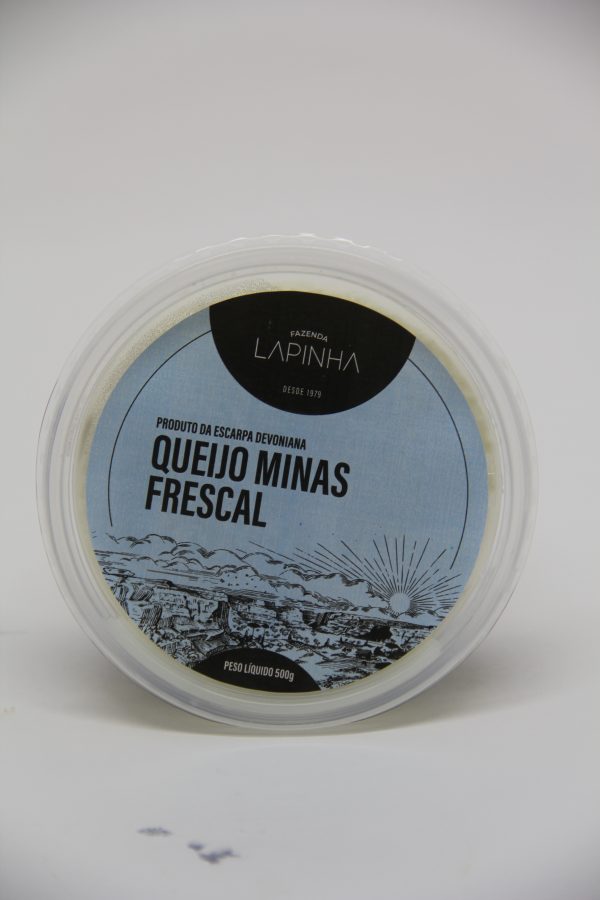 FAZENDA
LAPINHA
DESDE 1979
PRODUTO DA ESCARPA DEVONIANA
QUEIJO MINAS
FRESCAL
PESO LÍQUIDO 500g